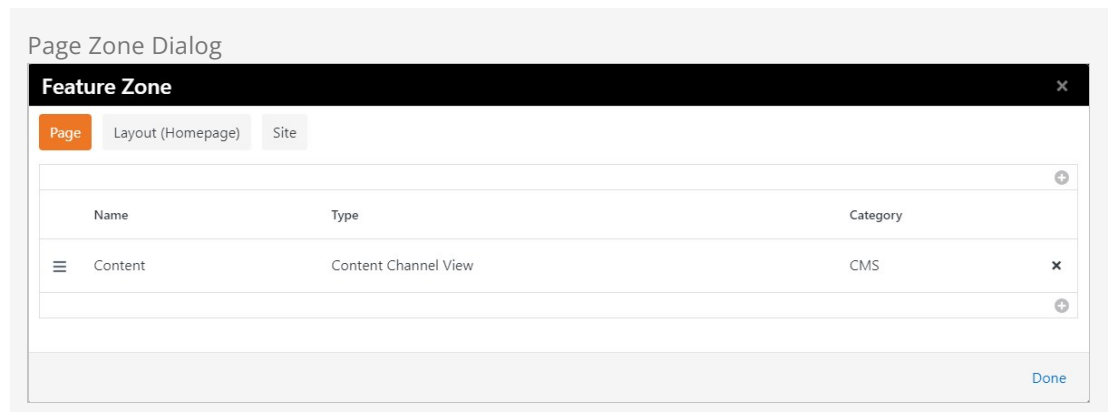 Page Zone Dialog
Feature Zone
Page Layout (Homepage) Site
Name Type Category
Content Content Channel View CMS
Done